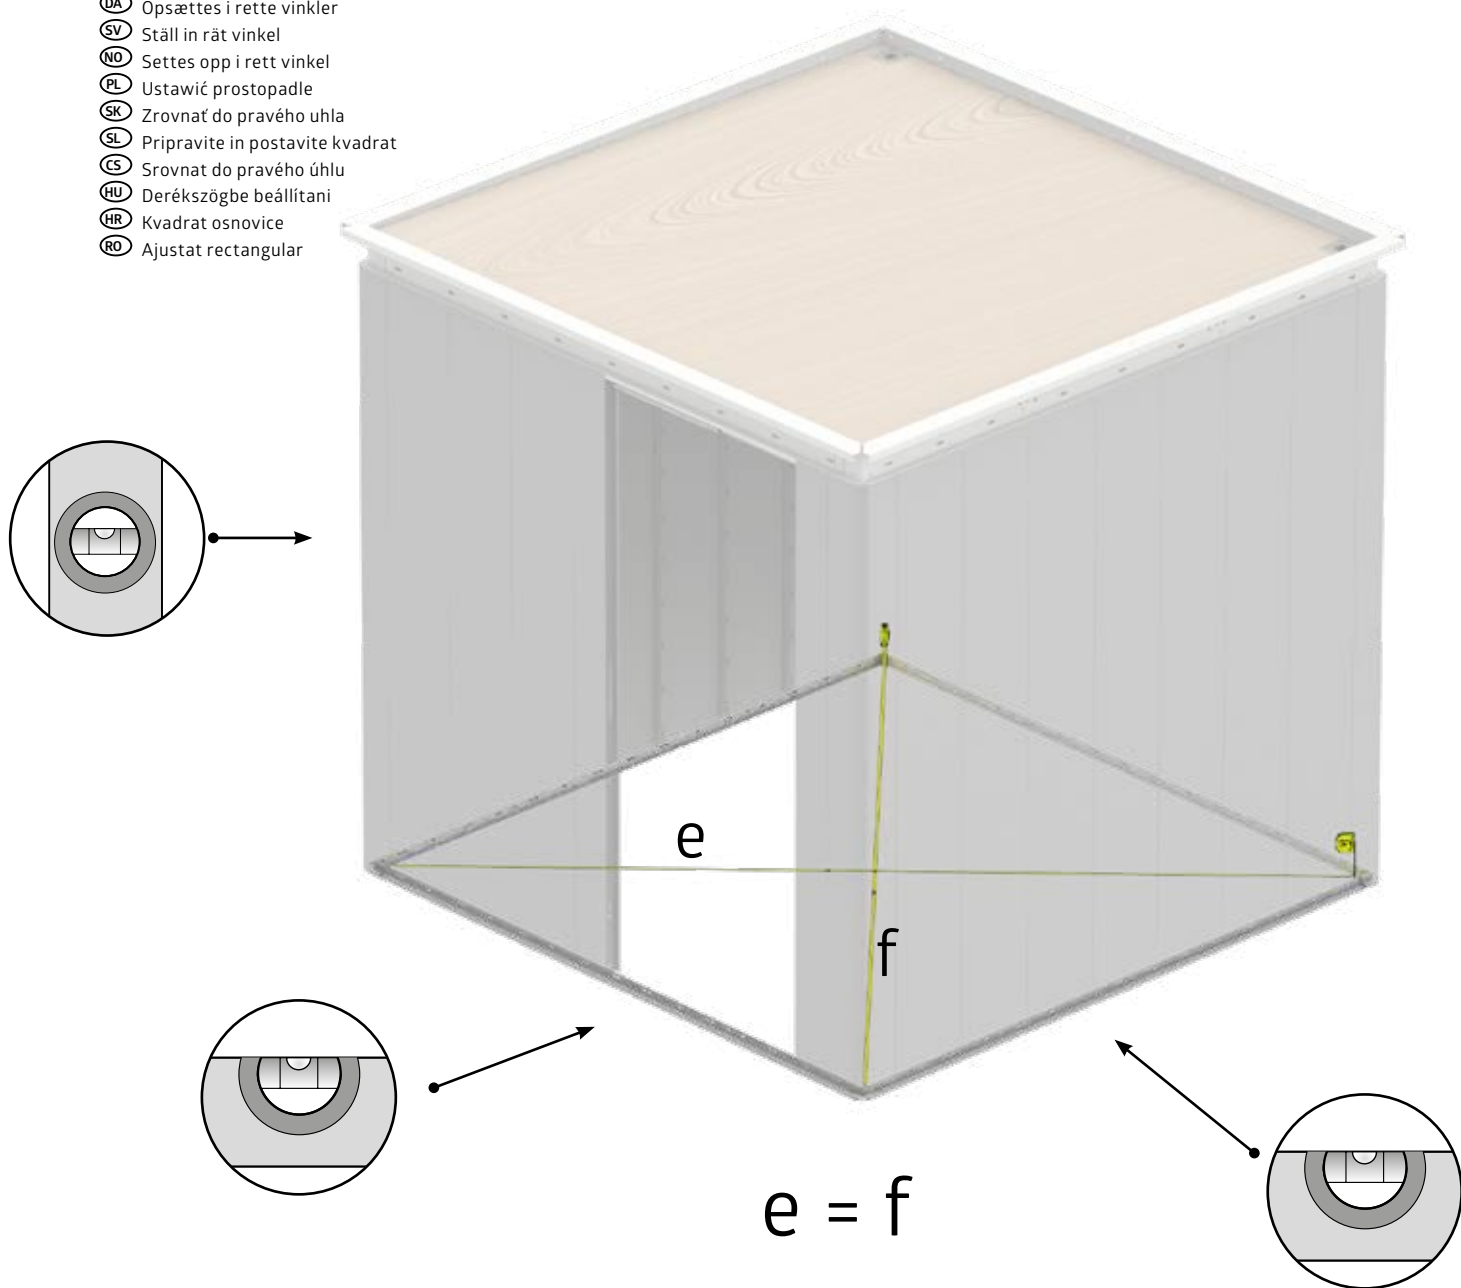 DA Opsættes i rette vinkler
SV Ställ in rät vinkel
NO Settes opp i rett vinkel
PL Ustawić prostopadle
SK Zrovnať do pravého uhla
SL Pripravite in postavite kvadrat
CS Srovnat do pravého úhlu
HU Derékszögbe beállítani
HR Kvadrat osnovice
RO Ajustat rectangular
e
f
e = f